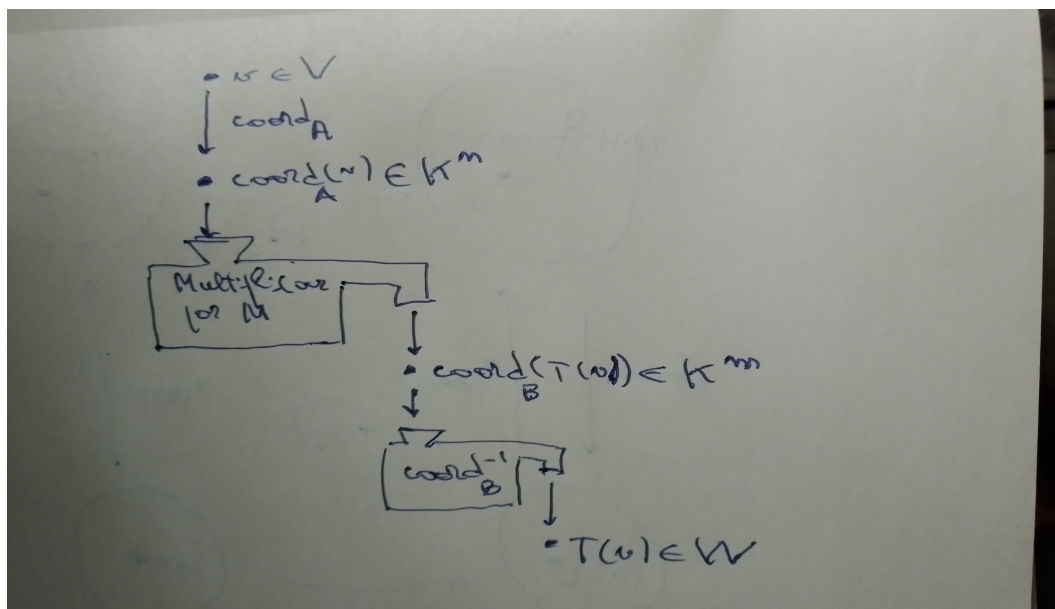 v ∈ V
coord_A
coord_A(v) ∈ K^n
Multiplicar
por M
coord_B(T(v)) ∈ K^m
coord_B^-1
T(v) ∈ W